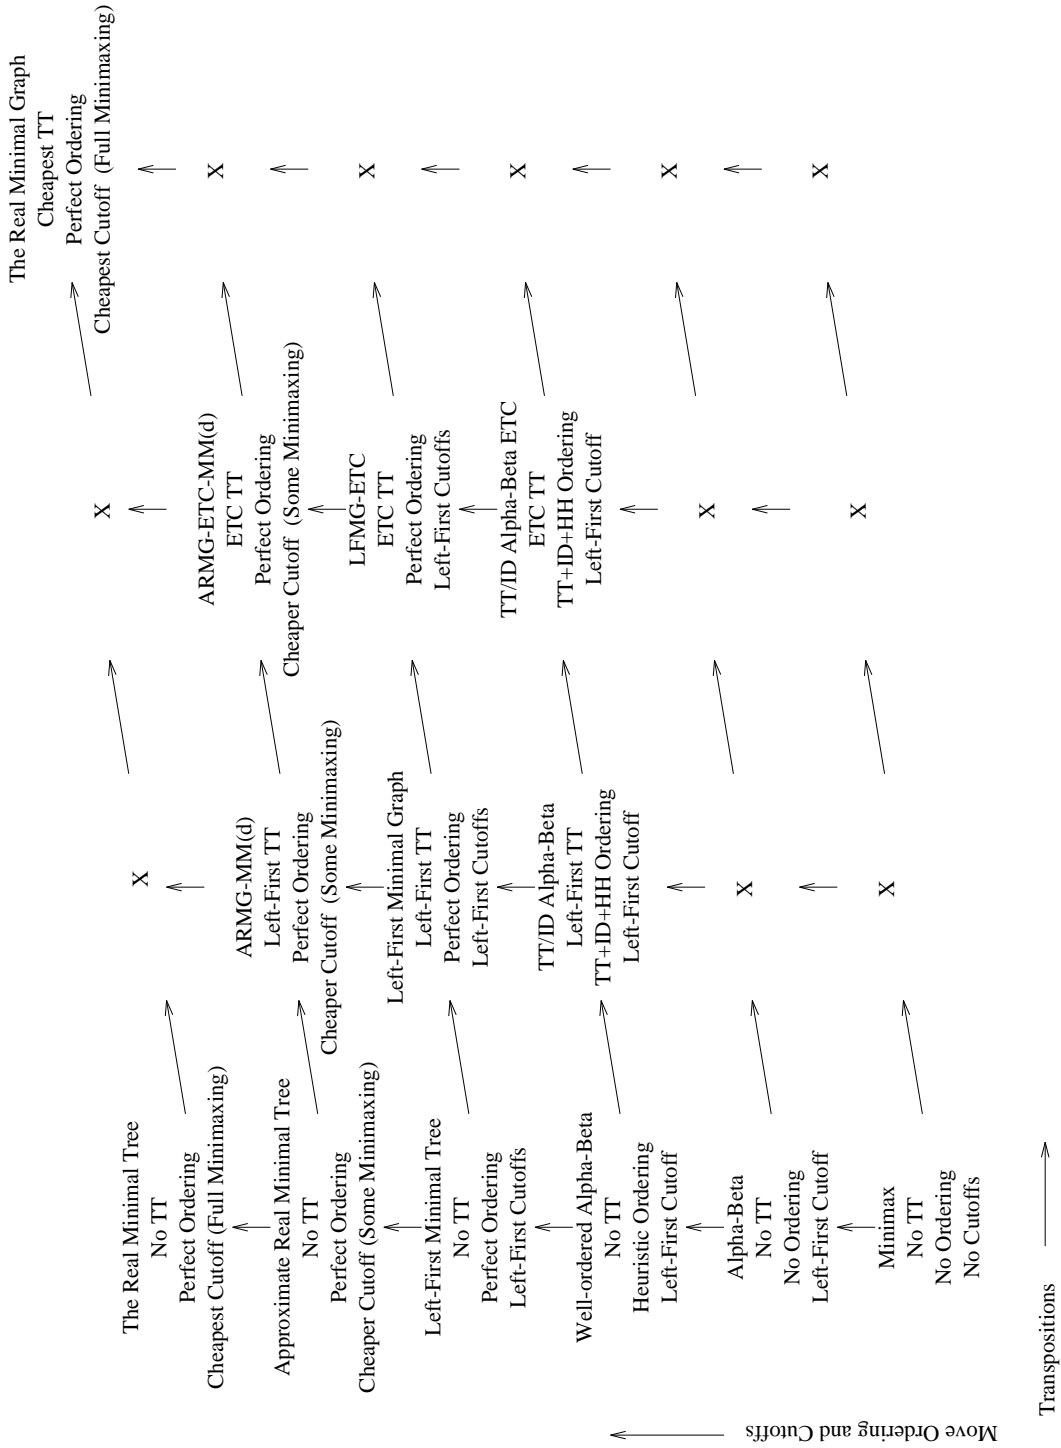 The Real Minimal Tree
No TT
Perfect Ordering
Cheapest Cutoff (Full Minimaxing)
Approximate Real Minimal Tree
No TT
Perfect Ordering
Cheaper Cutoff (Some Minimaxing)
Left-First Minimal Tree
No TT
Perfect Ordering
Left-First Cutoffs
Well-ordered Alpha-Beta
No TT
Heuristic Ordering
Left-First Cutoff
Alpha-Beta
No TT
No Ordering
Left-First Cutoff
Minimax
No TT
No Ordering
No Cutoffs
X
ARMG-MM(d)
Left-First TT
Perfect Ordering
Cheaper Cutoff (Some Minimaxing)
Left-First Minimal Graph
Left-First TT
Perfect Ordering
Left-First Cutoffs
TT/ID Alpha-Beta
Left-First TT
TT+ID+HH Ordering
Left-First Cutoff
X
X
X
ARMG-ETC-MM(d)
ETC TT
Perfect Ordering
Cheaper Cutoff (Some Minimaxing)
LFMG-ETC
ETC TT
Perfect Ordering
Left-First Cutoffs
TT/ID Alpha-Beta ETC
ETC TT
TT+ID+HH Ordering
Left-First Cutoff
X
X
The Real Minimal Graph
Cheapest TT
Perfect Ordering
Cheapest Cutoff (Full Minimaxing)
X
X
X
X
X
Move Ordering and Cutoffs
Transpositions